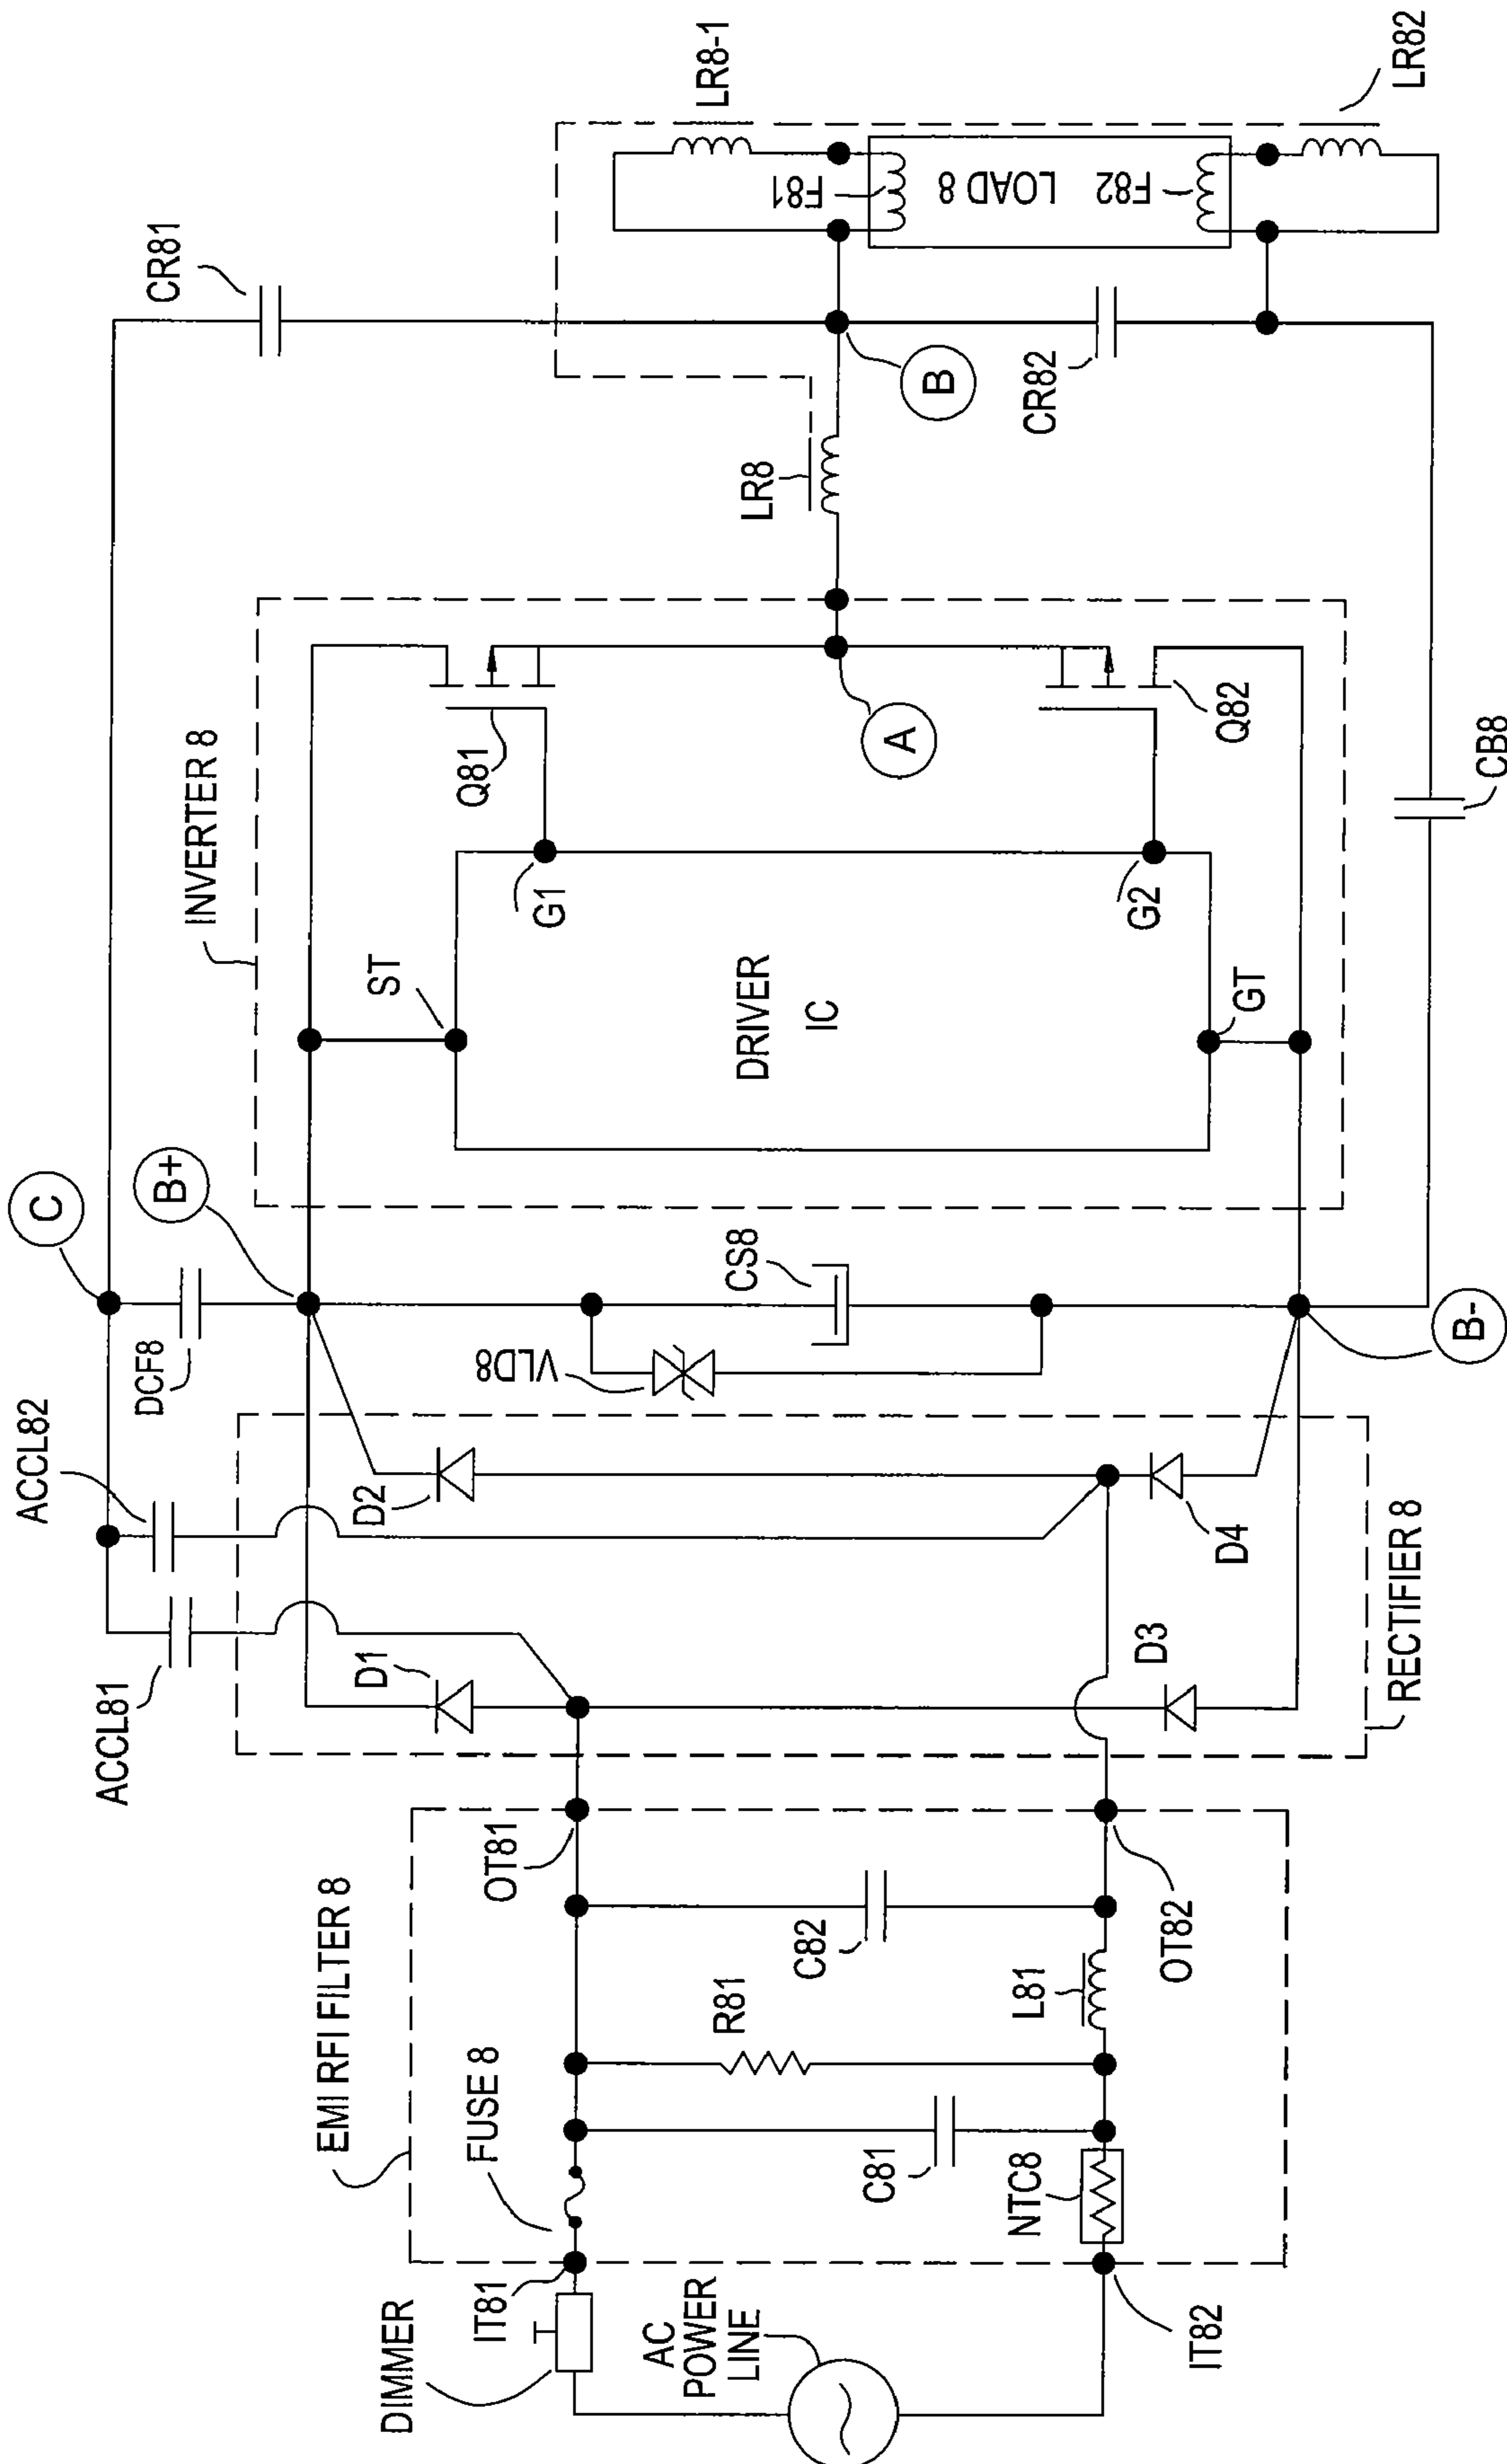 DIMMER
AC
POWER
LINE
IT81
IT82
EMI RFI FILTER 8
FUSE 8
NTC8
C81
R81
L81
C82
OT81
OT82
RECTIFIER 8
ACCL81
ACCL82
D1
D3
D2
D4
DCF8
C
B+
B-
VLD8
CS8
INVERTER 8
ST
DRIVER
IC
GT
G1
G2
Q81
Q82
A
CB8
LR8
B
CR81
CR82
F81
LOAD 8
F82
LR8-1
LR82